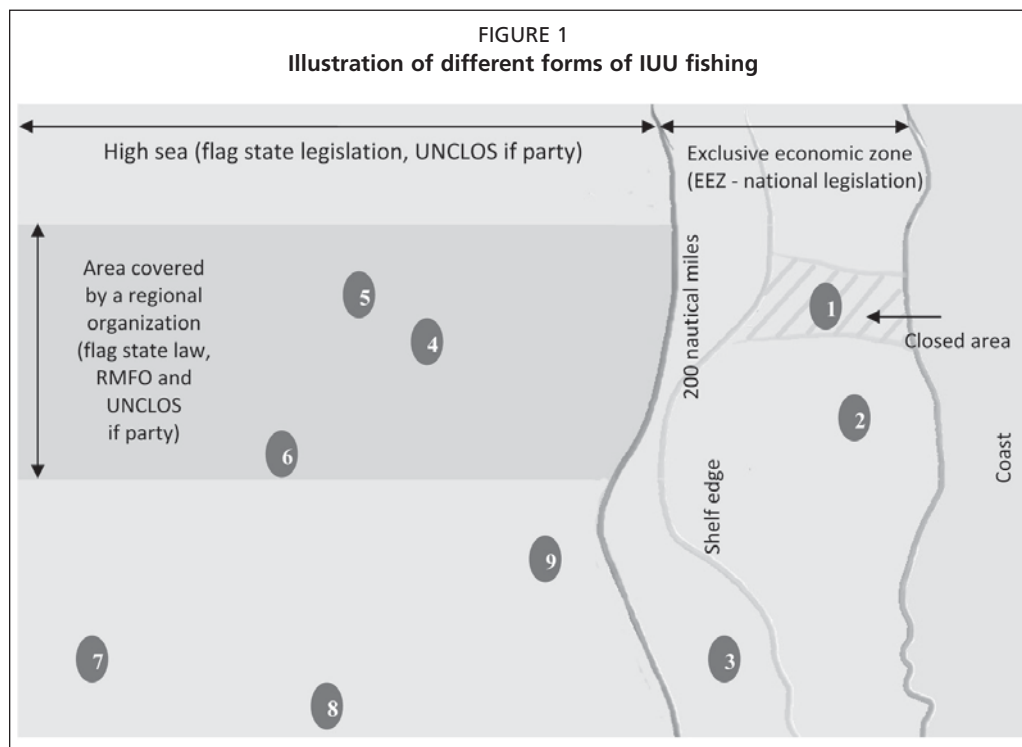 FIGURE 1
Illustration of different forms of IUU fishing
High sea (flag state legislation, UNCLOS if party)
Exclusive economic zone
(EEZ - national legislation)
Area covered
by a regional
organization
(flag state law,
RMFO and
UNCLOS
if party)
5
4
6
200 nautical miles
1
Closed area
2
Coast
Shelf edge
9
7
8
3